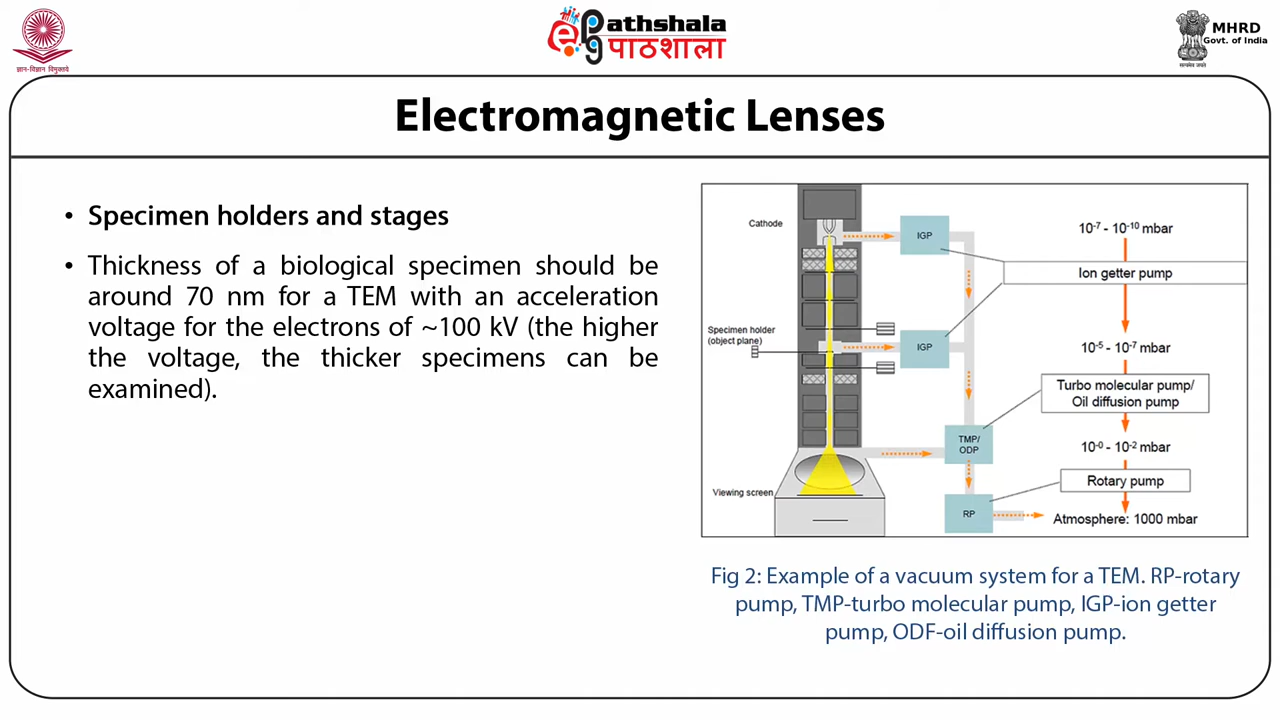 ज्ञान-विज्ञान विमुक्तये
ePg Pathshala
पाठशाला
सत्यमेव जयते
MHRD
Govt. of India
Electromagnetic Lenses
• Specimen holders and stages
• Thickness of a biological specimen should be
around 70 nm for a TEM with an acceleration
voltage for the electrons of ~100 kV (the higher
the voltage, the thicker specimens can be
examined).
Cathode
IGP
10⁻⁷ - 10⁻¹⁰ mbar
Ion getter pump
Specimen holder
(object plane)
IGP
10⁻⁵ - 10⁻⁷ mbar
Turbo molecular pump/
Oil diffusion pump
TMP/
ODP
10⁻⁰ - 10⁻² mbar
Rotary pump
Viewing screen
RP
Atmosphere: 1000 mbar
Fig 2: Example of a vacuum system for a TEM. RP-rotary
pump, TMP-turbo molecular pump, IGP-ion getter
pump, ODF-oil diffusion pump.